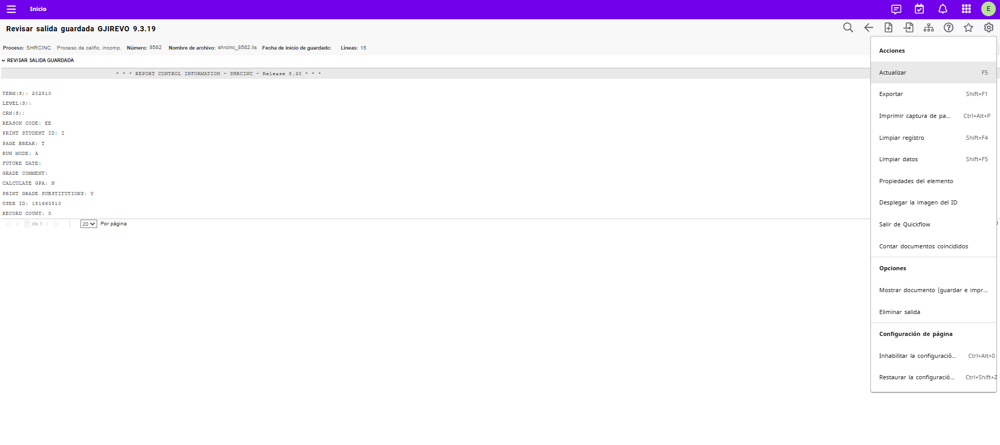 Inicio
E
Revisar salida guardada GJIREVO 9.3.19
Proceso: SHRCINC Proceso de calific. incomp. Número: 8582 Nombre de archivo: shrcinc_8582.lis Fecha de inicio de guardado: Líneas: 15
REVISAR SALIDA GUARDADA
* * * REPORT CONTROL INFORMATION - SHRCINC - Release 8.30 * * *
TERM(S): 202510
LEVEL(S):
CRN(S):
REASON CODE: EE
PRINT STUDENT ID: I
PAGE BREAK: T
RUN MODE: A
FUTURE DATE:
GRADE COMMENT:
CALCULATE GPA: N
PRINT GRADE SUBSTITUTIONS: Y
USER ID: 181663510
RECORD COUNT: 0
1 de 1 20 Por página
Acciones
Actualizar F5
Exportar Shift+F1
Imprimir captura de pa... Ctrl+Alt+P
Limpiar registro Shift+F4
Limpiar datos Shift+F5
Propiedades del elemento
Desplegar la imagen del ID
Salir de Quickflow
Contar documentos coincididos
Opciones
Mostrar documento (guardar e impr...
Eliminar salida
Configuración de página
Inhabilitar la configuració... Ctrl+Alt+0
Restaurar la configuració... Ctrl+Shift+Z